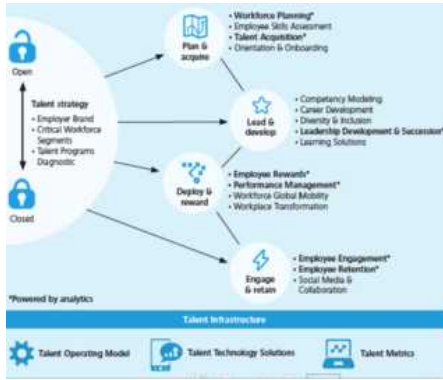 Open
Talent strategy
• Employer Brand
• Critical Workforce
Segments
• Talent Programs
Diagnostic
Closed
Plan &
acquire
• Workforce Planning*
• Employee Skills Assessment
• Talent Acquisition*
• Orientation & Onboarding
Lead &
develop
• Competency Modeling
• Career Development
• Diversity & Inclusion
• Leadership Development & Succession*
• Learning Solutions
Deploy &
reward
• Employee Rewards*
• Performance Management*
• Workforce Global Mobility
• Workplace Transformation
Engage
& retain
• Employee Engagement*
• Employee Retention*
• Social Media &
Collaboration
*Powered by analytics
Talent Infrastructure
Talent Operating Model
Talent Technology Solutions
Talent Metrics